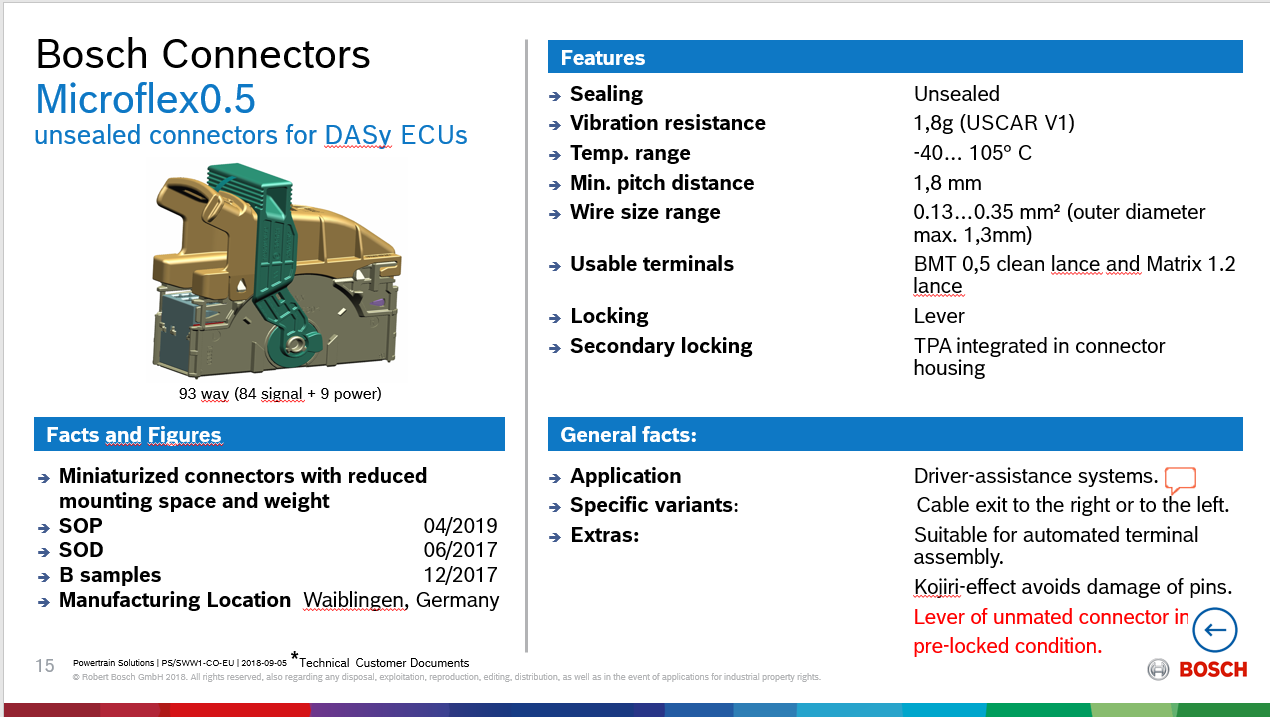 Bosch Connectors
Microflex0.5
unsealed connectors for DASy ECUs
93 way (84 signal + 9 power)
Facts and Figures
Miniaturized connectors with reduced
mounting space and weight
SOP 04/2019
SOD 06/2017
B samples 12/2017
Manufacturing Location Waiblingen, Germany
Features
Sealing Unsealed
Vibration resistance 1,8g (USCAR V1)
Temp. range -40… 105° C
Min. pitch distance 1,8 mm
Wire size range 0.13…0.35 mm² (outer diameter
max. 1,3mm)
Usable terminals BMT 0,5 clean lance and Matrix 1.2
lance
Locking Lever
Secondary locking TPA integrated in connector
housing
General facts:
Application Driver-assistance systems.
Specific variants: Cable exit to the right or to the left.
Extras: Suitable for automated terminal
assembly.
Kojiri-effect avoids damage of pins.
Lever of unmated connector in
pre-locked condition.
15 Powertrain Solutions | PS/SWW1-CO-EU | 2018-09-05 *Technical Customer Documents
© Robert Bosch GmbH 2018. All rights reserved, also regarding any disposal, exploitation, reproduction, editing, distribution, as well as in the event of applications for industrial property rights.
BOSCH